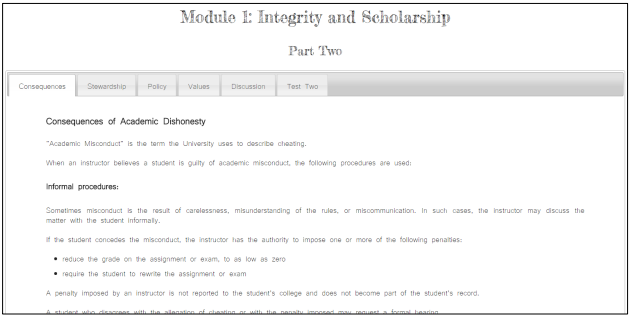 Module 1: Integrity and Scholarship
Part Two
Consequences Stewardship Policy Values Discussion Test Two
Consequences of Academic Dishonesty
"Academic Misconduct" is the term the University uses to describe cheating.
When an instructor believes a student is guilty of academic misconduct, the following procedures are used:
Informal procedures:
Sometimes misconduct is the result of carelessness, misunderstanding of the rules, or miscommunication. In such cases, the instructor may discuss the
matter with the student informally.
If the student concedes the misconduct, the instructor has the authority to impose one or more of the following penalties:
• reduce the grade on the assignment or exam, to as low as zero
• require the student to rewrite the assignment or exam
A penalty imposed by an instructor is not reported to the student's college and does not become part of the student's record.
A student who disagrees with the allegation of cheating or with the penalty imposed may request a formal hearing.